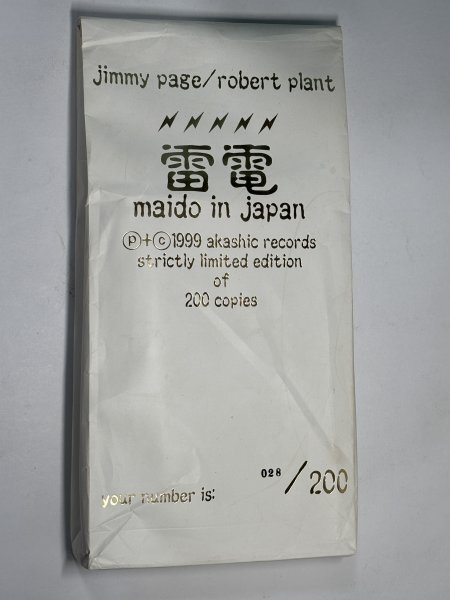 jimmy page/robert plant
雷電
maido in japan
ⓟ+ⓒ1999 akashic records
strictly limited edition
of
200 copies
028 /200
your number is: